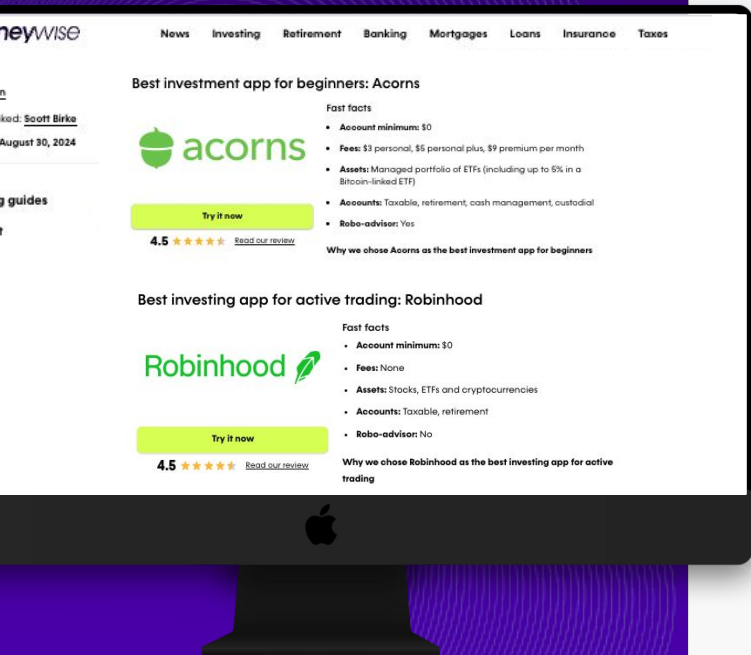 neyWISE
News Investing Retirement Banking Mortgages Loans Insurance Taxes
n
ked: Scott Birke
August 30, 2024
g guides
t
Best investment app for beginners: Acorns
acorns
Try it now
4.5 Read our review
Fast facts
• Account minimum: $0
• Fees: $3 personal, $5 personal plus, $9 premium per month
• Assets: Managed portfolio of ETFs (including up to 5% in a
Bitcoin-linked ETF)
• Accounts: Taxable, retirement, cash management, custodial
• Robo-advisor: Yes
Why we chose Acorns as the best investment app for beginners
Best investing app for active trading: Robinhood
Robinhood
Try it now
4.5 Read our review
Fast facts
• Account minimum: $0
• Fees: None
• Assets: Stocks, ETFs and cryptocurrencies
• Accounts: Taxable, retirement
• Robo-advisor: No
Why we chose Robinhood as the best investing app for active
trading